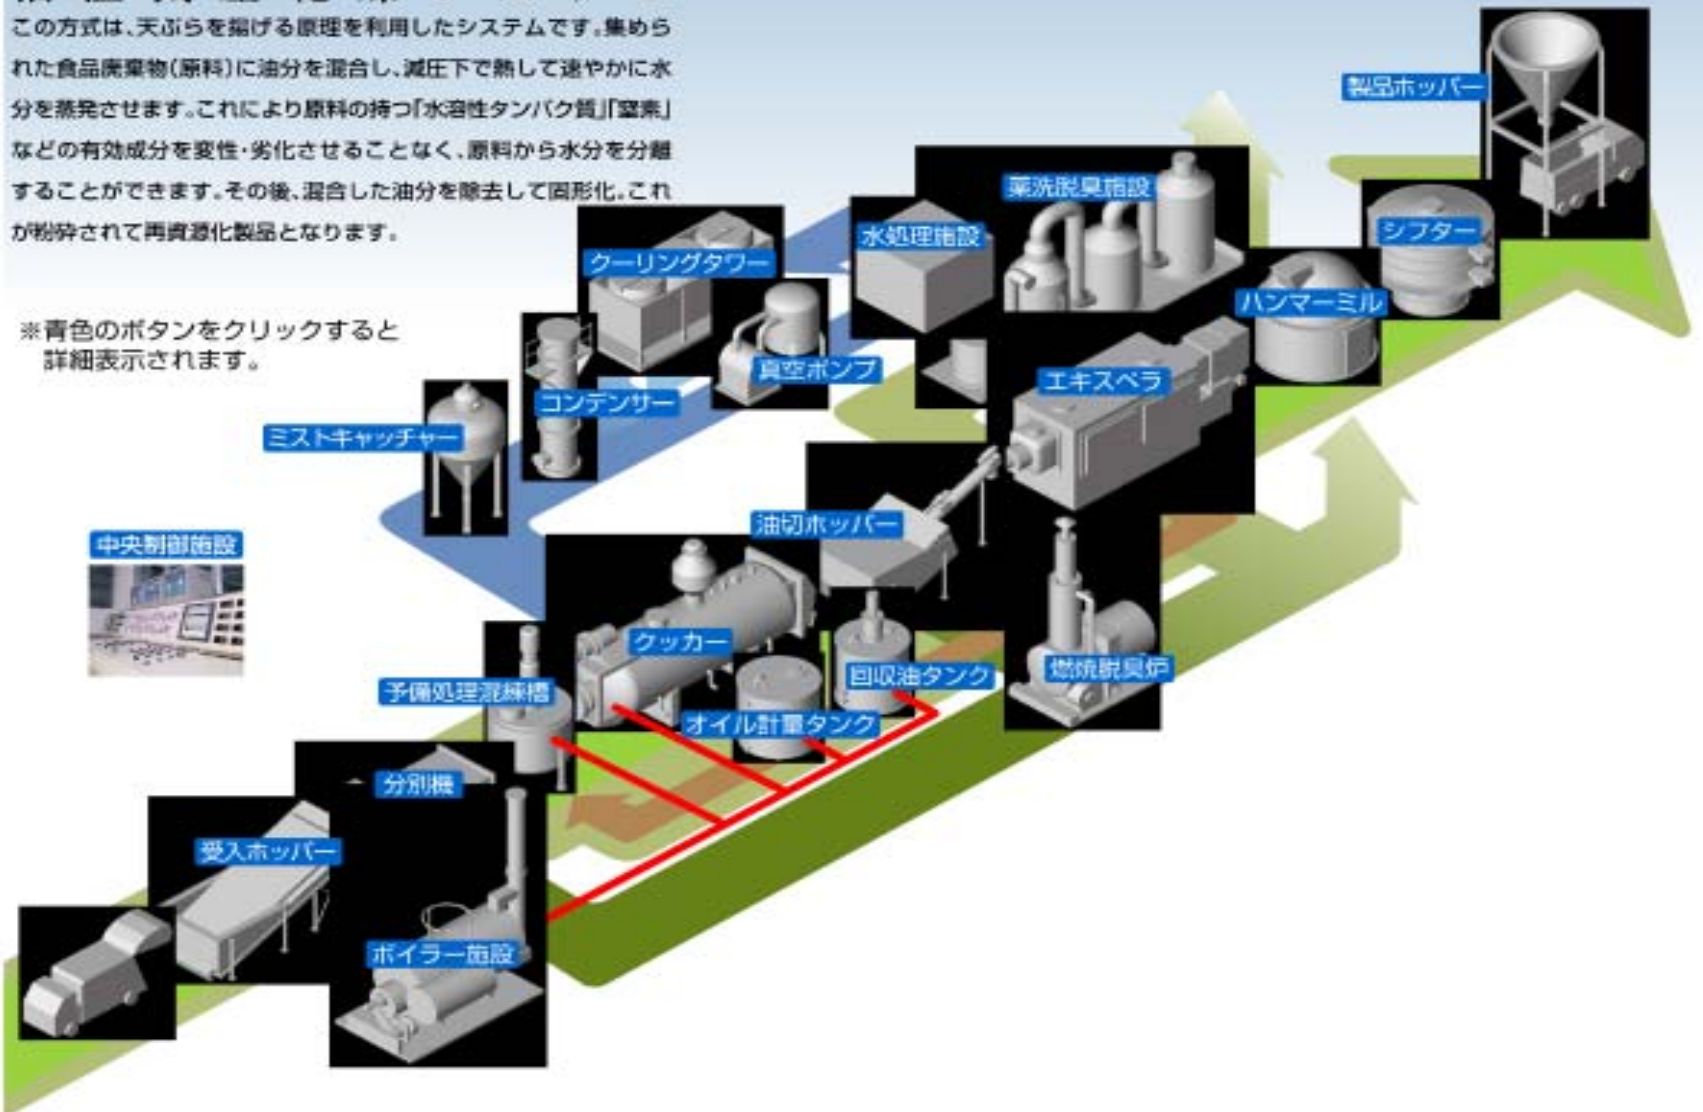 この方式は、天ぷらを揚げる原理を利用したシステムです。集めら
れた食品廃棄物(原料)に油分を混合し、減圧下で熱して速やかに水
分を蒸発させます。これにより原料の持つ「水溶性タンパク質」「窒素」
などの有効成分を変性・劣化させることなく、原料から水分を分離
することができます。その後、混合した油分を除去して固形化。これ
が粉砕されて再資源化製品となります。
※青色のボタンをクリックすると
詳細表示されます。
製品ホッパー
薬洗脱臭施設
シフター
水処理施設
クーリングタワー
ハンマーミル
真空ポンプ
エキスペラ
コンデンサー
ミストキャッチャー
油切ホッパー
中央制御施設
クッカー
回収油タンク
燃焼脱臭炉
予備処理混練槽
オイル計量タンク
分別機
受入ホッパー
ボイラー施設